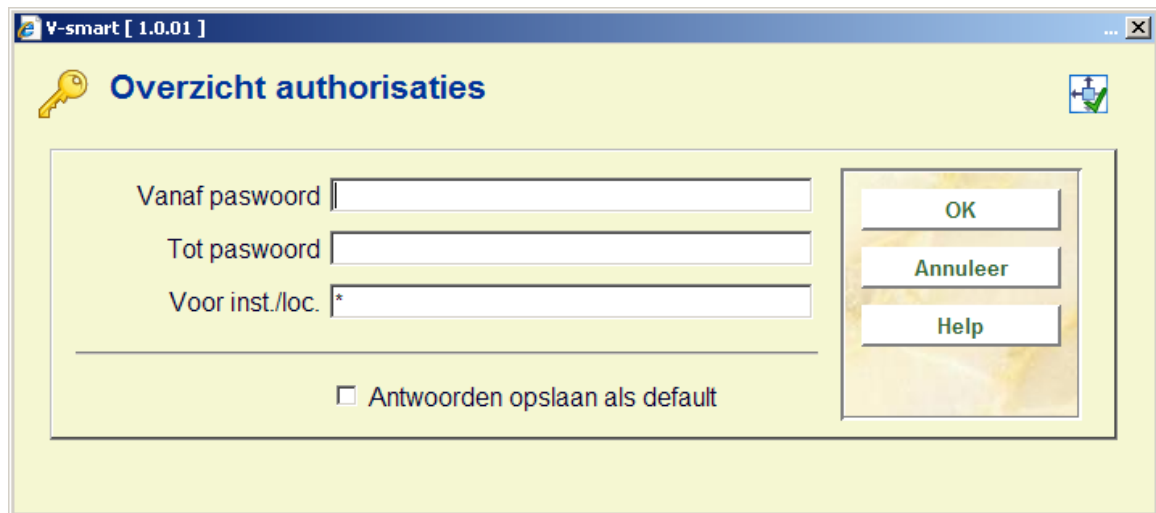 V-smart [ 1.0.01 ]
...
Overzicht authorisaties
Vanaf paswoord
Tot paswoord
Voor inst./loc. *
Antwoorden opslaan als default
OK
Annuleer
Help